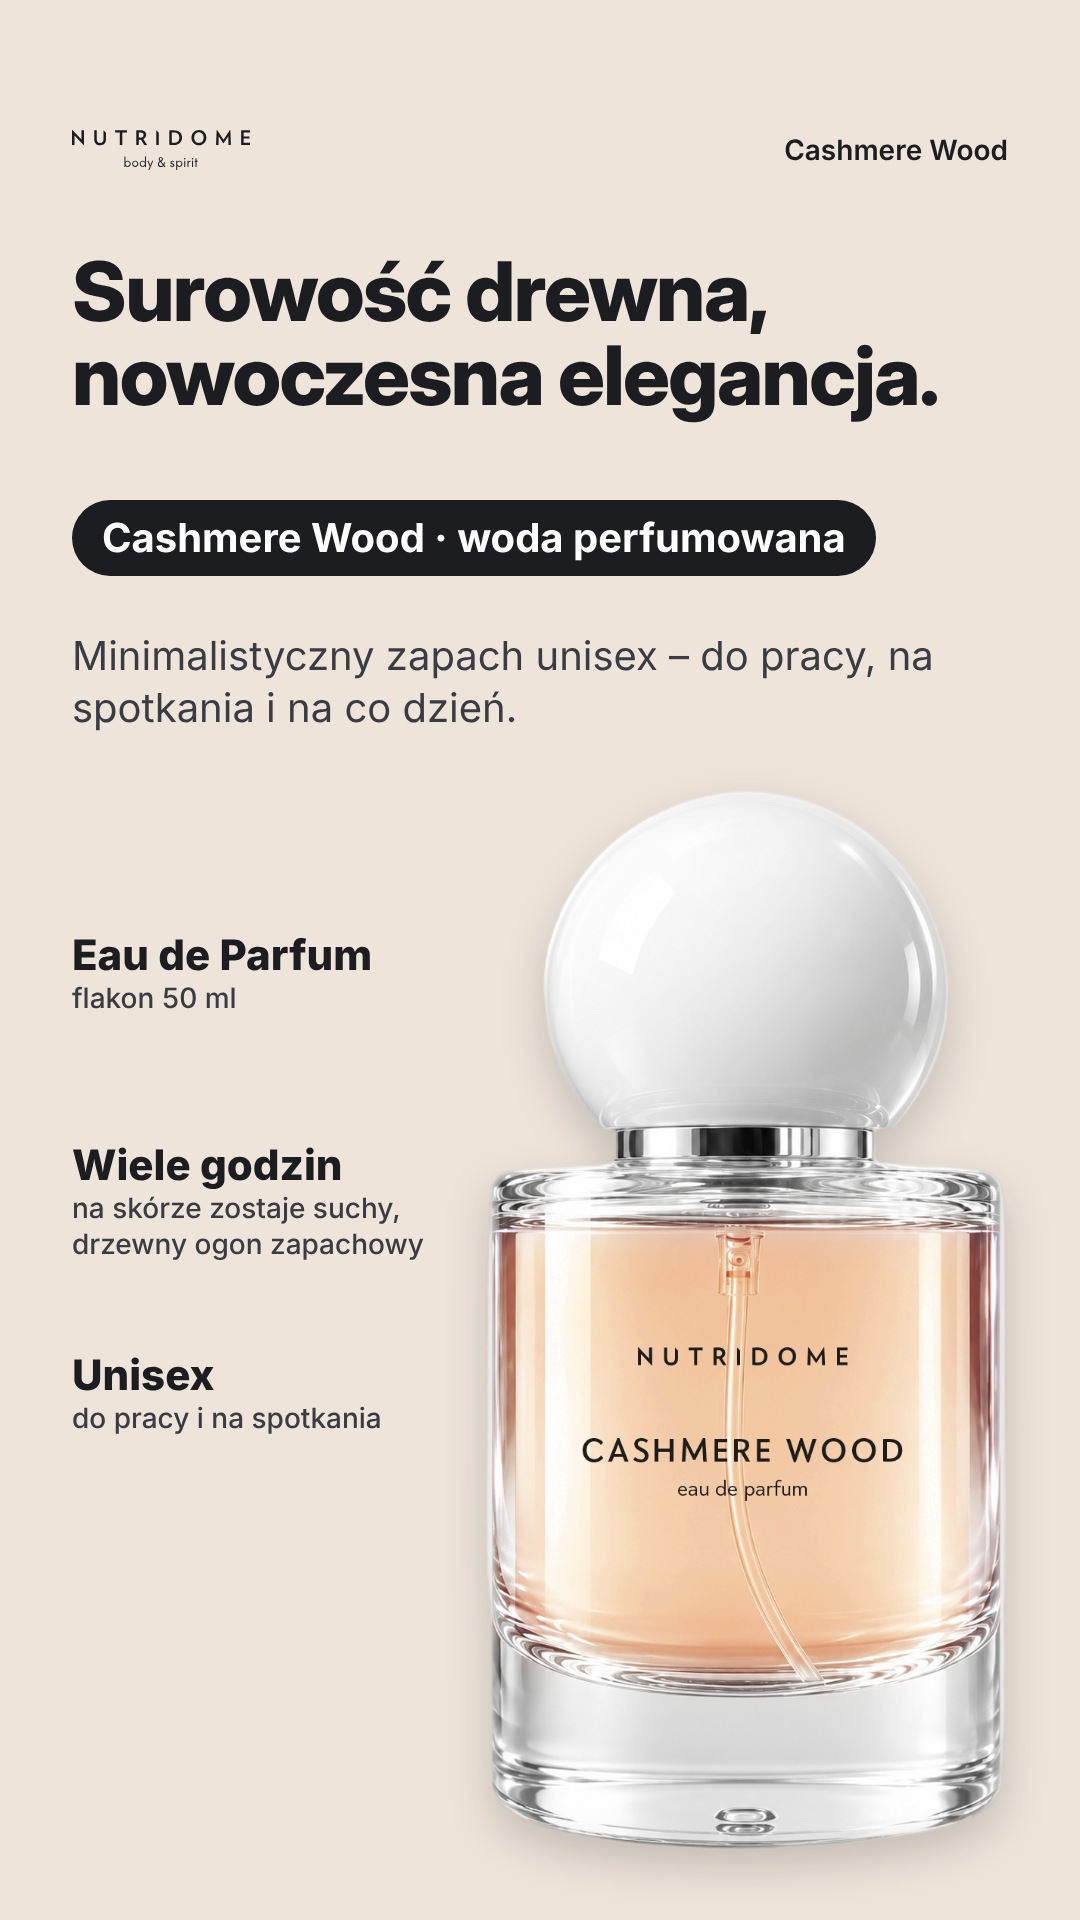 NUTRIDOME
body & spirit
Cashmere Wood
Surowość drewna,
nowoczesna elegancja.
Cashmere Wood · woda perfumowana
Minimalistyczny zapach unisex – do pracy, na
spotkania i na co dzień.
Eau de Parfum
flakon 50 ml
Wiele godzin
na skórze zostaje suchy,
drzewny ogon zapachowy
Unisex
do pracy i na spotkania
NUTRIDOME
CASHMERE WOOD
eau de parfum